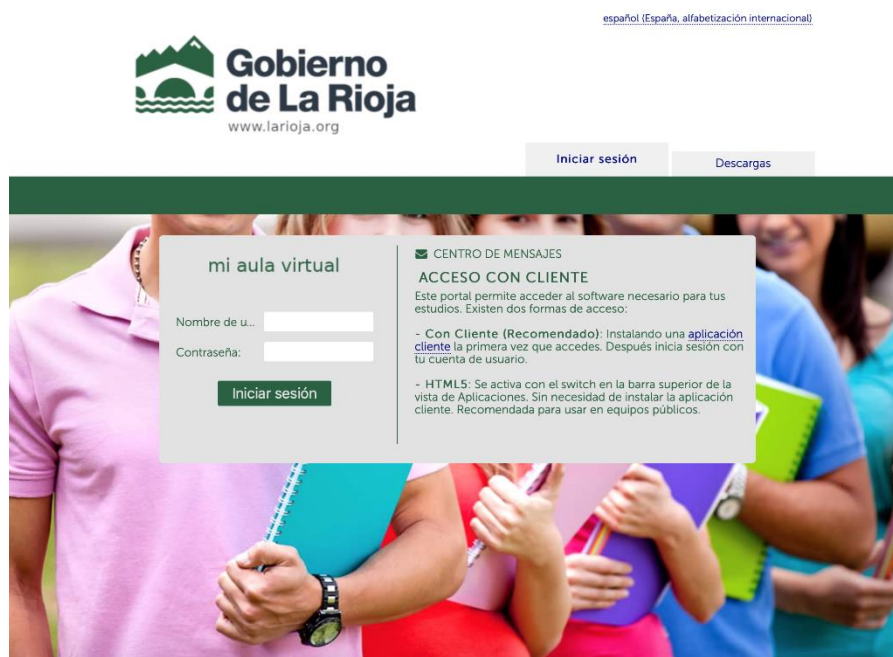 español (España, alfabetización internacional)
Gobierno
de La Rioja
www.larioja.org
Iniciar sesión
Descargas
mi aula virtual
Nombre de u...
Contraseña:
Iniciar sesión
CENTRO DE MENSAJES
ACCESO CON CLIENTE
Este portal permite acceder al software necesario para tus
estudios. Existen dos formas de acceso:
- Con Cliente (Recomendado): Instalando una aplicación
cliente la primera vez que accedes. Después inicia sesión con
tu cuenta de usuario.
- HTML5: Se activa con el switch en la barra superior de la
vista de Aplicaciones. Sin necesidad de instalar la aplicación
cliente. Recomendada para usar en equipos públicos.